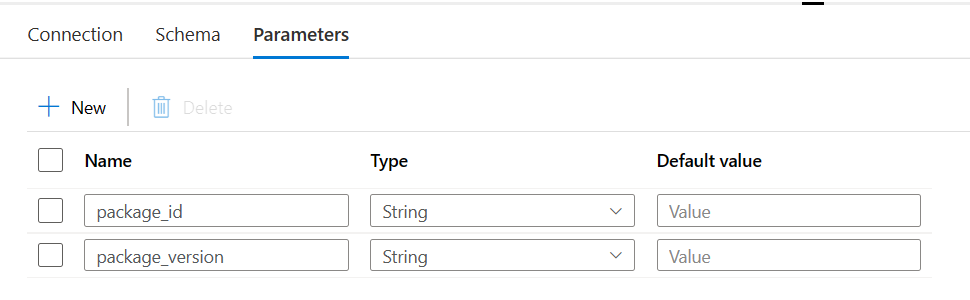 Connection Schema Parameters
New Delete
Name Type Default value
package_id String Value
package_version String Value